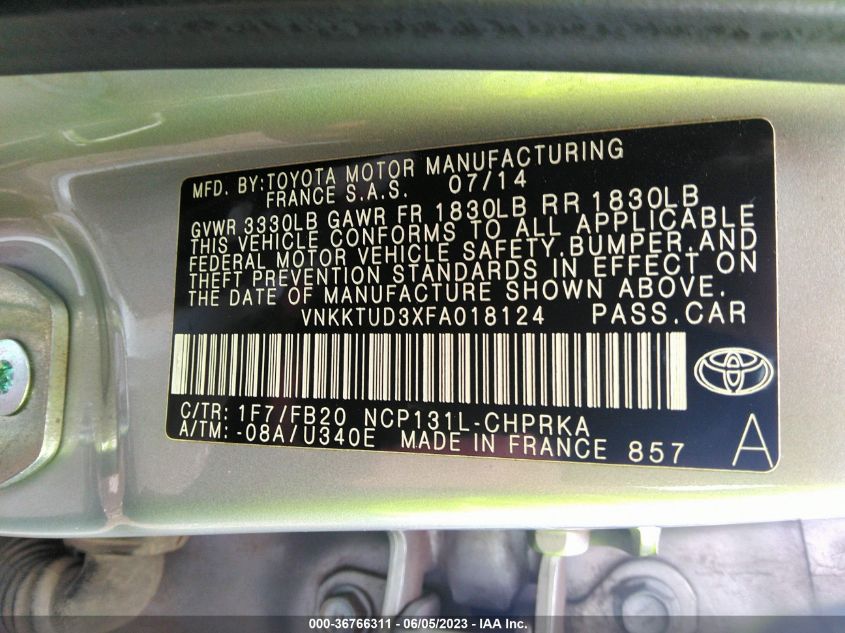 MFD. BY:TOYOTA MOTOR MANUFACTURING
FRANCE S.A.S. 07/14
GVWR 3330LB GAWR FR 1830LB RR 1830LB
THIS VEHICLE CONFORMS TO ALL APPLICABLE
FEDERAL MOTOR VEHICLE SAFETY,BUMPER,AND
THEFT PREVENTION STANDARDS IN EFFECT ON
THE DATE OF MANUFACTURE SHOWN ABOVE.
VNKKTUD3XFA018124 PASS.CAR
C/TR: 1F7/FB20 NCP131L-CHPRKA
A/TM: -08A/U340E MADE IN FRANCE 857 A
000-36766311 - 06/05/2023 - IAA Inc.